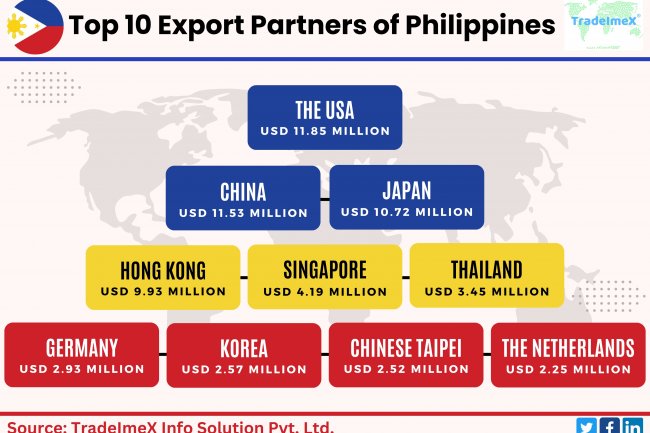 Top 10 Export Partners of Philippines
TradeImeX®
THE USA
USD 11.85 MILLION
CHINA
USD 11.53 MILLION
JAPAN
USD 10.72 MILLION
HONG KONG
USD 9.93 MILLION
SINGAPORE
USD 4.19 MILLION
THAILAND
USD 3.45 MILLION
GERMANY
USD 2.93 MILLION
KOREA
USD 2.57 MILLION
CHINESE TAIPEI
USD 2.52 MILLION
THE NETHERLANDS
USD 2.25 MILLION
Source: TradeImeX Info Solution Pvt. Ltd.